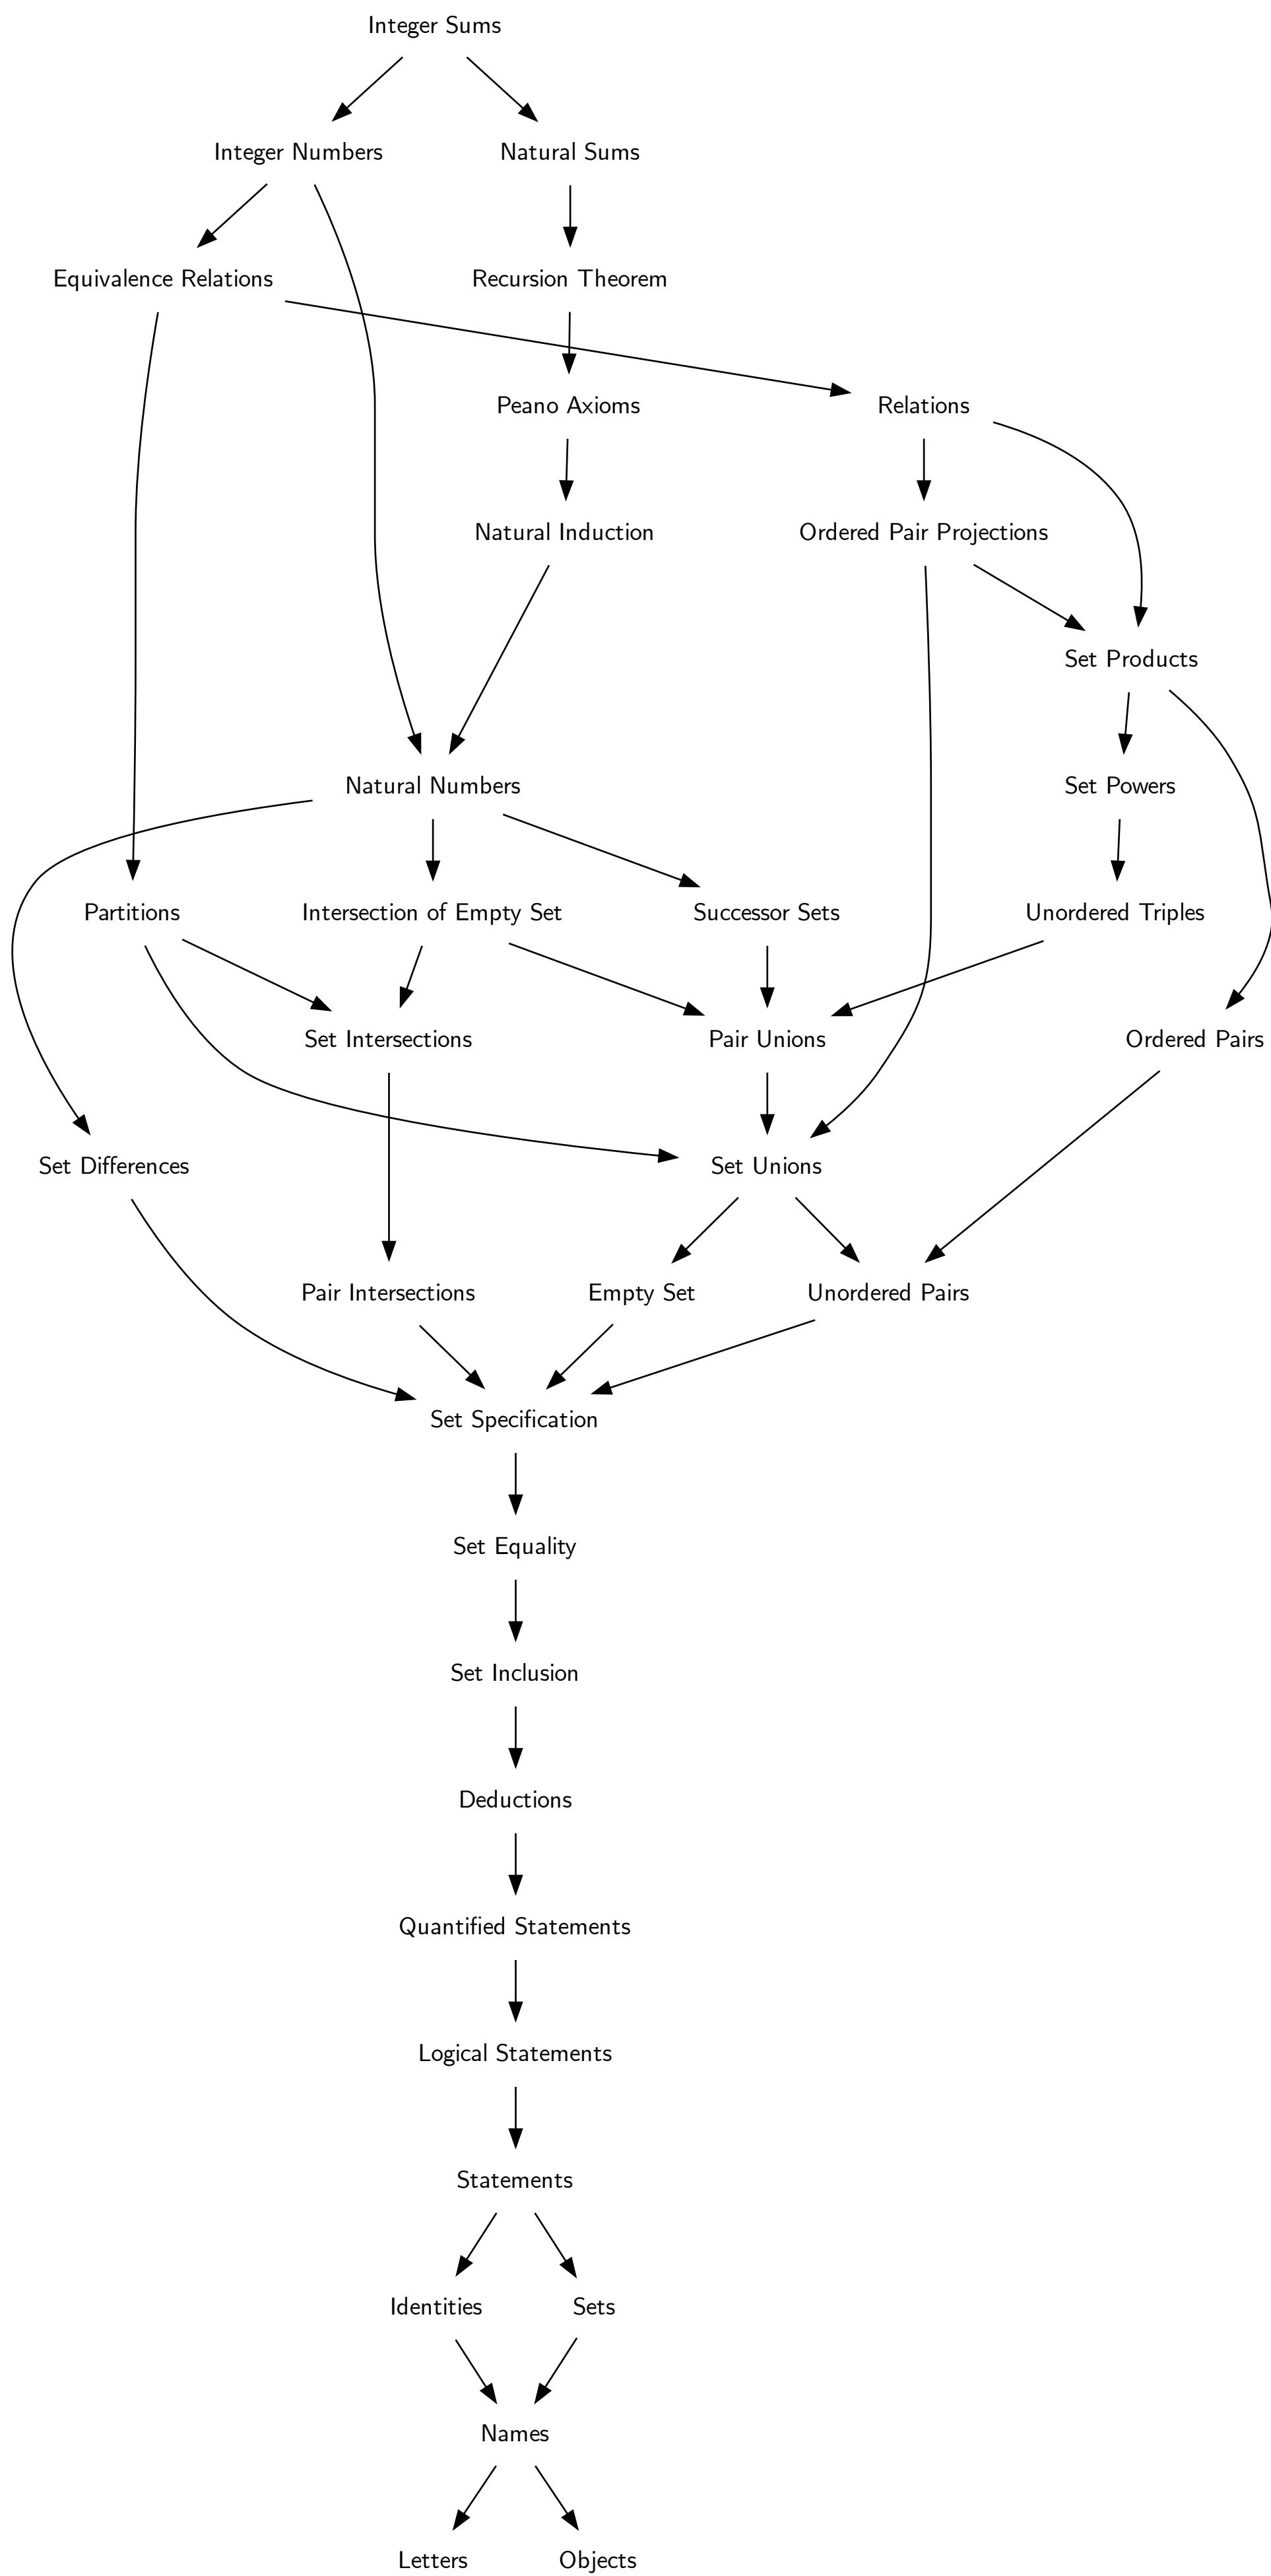 Integer Sums
Integer Numbers
Natural Sums
Equivalence Relations
Recursion Theorem
Peano Axioms
Relations
Natural Induction
Ordered Pair Projections
Set Products
Natural Numbers
Set Powers
Partitions
Intersection of Empty Set
Successor Sets
Unordered Triples
Set Intersections
Pair Unions
Ordered Pairs
Set Differences
Set Unions
Pair Intersections
Empty Set
Unordered Pairs
Set Specification
Set Equality
Set Inclusion
Deductions
Quantified Statements
Logical Statements
Statements
Identities
Sets
Names
Letters
Objects